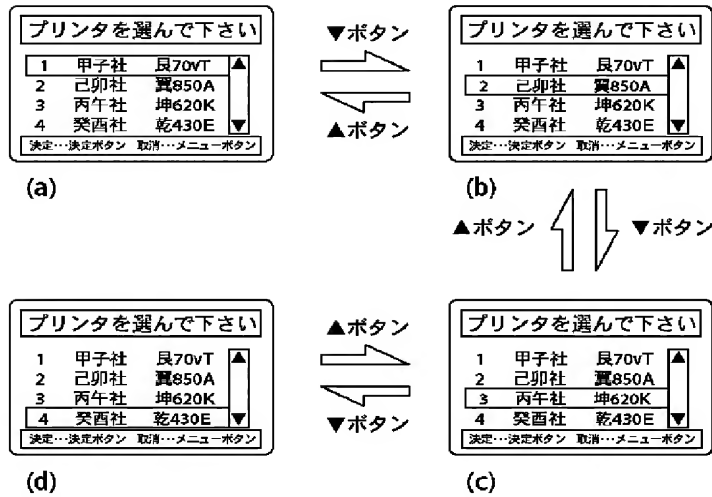 プリンタを選んで下さい
1 甲子社 艮70vT ▲
2 己卯社 巽850A
3 丙午社 坤620K
4 癸酉社 乾430E ▼
決定…決定ボタン 取消…メニューボタン
(a)
▼ボタン
▲ボタン
プリンタを選んで下さい
1 甲子社 艮70vT ▲
2 己卯社 巽850A
3 丙午社 坤620K
4 癸酉社 乾430E ▼
決定…決定ボタン 取消…メニューボタン
(b)
▲ボタン ▼ボタン
プリンタを選んで下さい
1 甲子社 艮70vT ▲
2 己卯社 巽850A
3 丙午社 坤620K
4 癸酉社 乾430E ▼
決定…決定ボタン 取消…メニューボタン
(d)
▲ボタン
▼ボタン
プリンタを選んで下さい
1 甲子社 艮70vT ▲
2 己卯社 巽850A
3 丙午社 坤620K
4 癸酉社 乾430E ▼
決定…決定ボタン 取消…メニューボタン
(c)